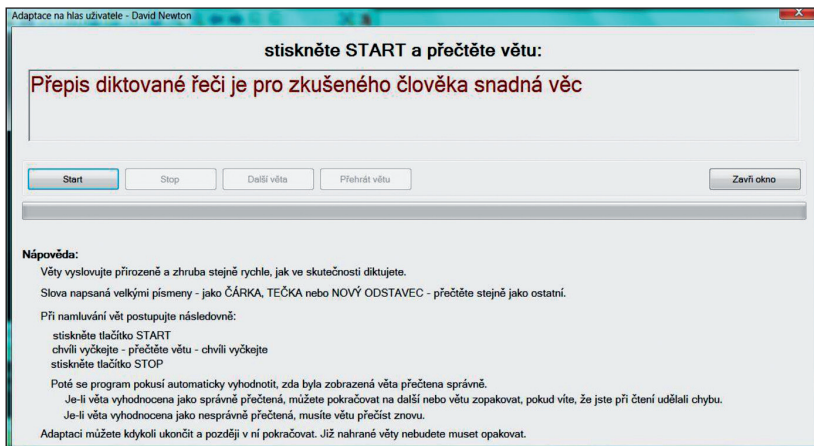 Adaptace na hlas uživatele - David Newton
stiskněte START a přečtěte větu:
Přepis diktované řeči je pro zkušeného člověka snadná věc
Start Stop Další věta Přehrát větu Zavři okno
Nápověda:
Věty vyslovujte přirozeně a zhruba stejně rychle, jak ve skutečnosti diktujete.
Slova napsaná velkými písmeny - jako ČÁRKA, TEČKA nebo NOVÝ ODSTAVEC - přečtěte stejně jako ostatní.
Při namluvání vět postupujte následovně:
stiskněte tlačítko START
chvíli vyčkejte - přečtěte větu - chvíli vyčkejte
stiskněte tlačítko STOP
Poté se program pokusí automaticky vyhodnotit, zda byla zobrazená věta přečtena správně.
Je-li věta vyhodnocena jako správně přečtená, můžete pokračovat na další nebo větu zopakovat, pokud víte, že jste při čtení udělali chybu.
Je-li věta vyhodnocena jako nesprávně přečtená, musíte větu přečíst znovu.
Adaptaci můžete kdykoli ukončit a později v ní pokračovat. Již nahrané věty nebudete muset opakovat.